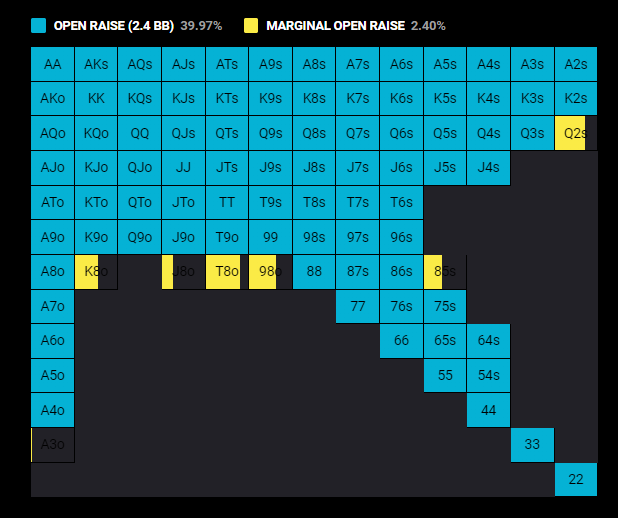 OPEN RAISE (2.4 BB) 39.97% MARGINAL OPEN RAISE 2.40%
AA AKs AQs AJs ATs A9s A8s A7s A6s A5s A4s A3s A2s
AKo KK KQs KJs KTs K9s K8s K7s K6s K5s K4s K3s K2s
AQo KQo QQ QJs QTs Q9s Q8s Q7s Q6s Q5s Q4s Q3s Q2s
AJo KJo QJo JJ JTs J9s J8s J7s J6s J5s J4s
ATo KTo QTo JTo TT T9s T8s T7s T6s
A9o K9o Q9o J9o T9o 99 98s 97s 96s
A8o K8o J8o T8o 98o 88 87s 86s 85s
A7o 77 76s 75s
A6o 66 65s 64s
A5o 55 54s
A4o 44
A3o 33
22